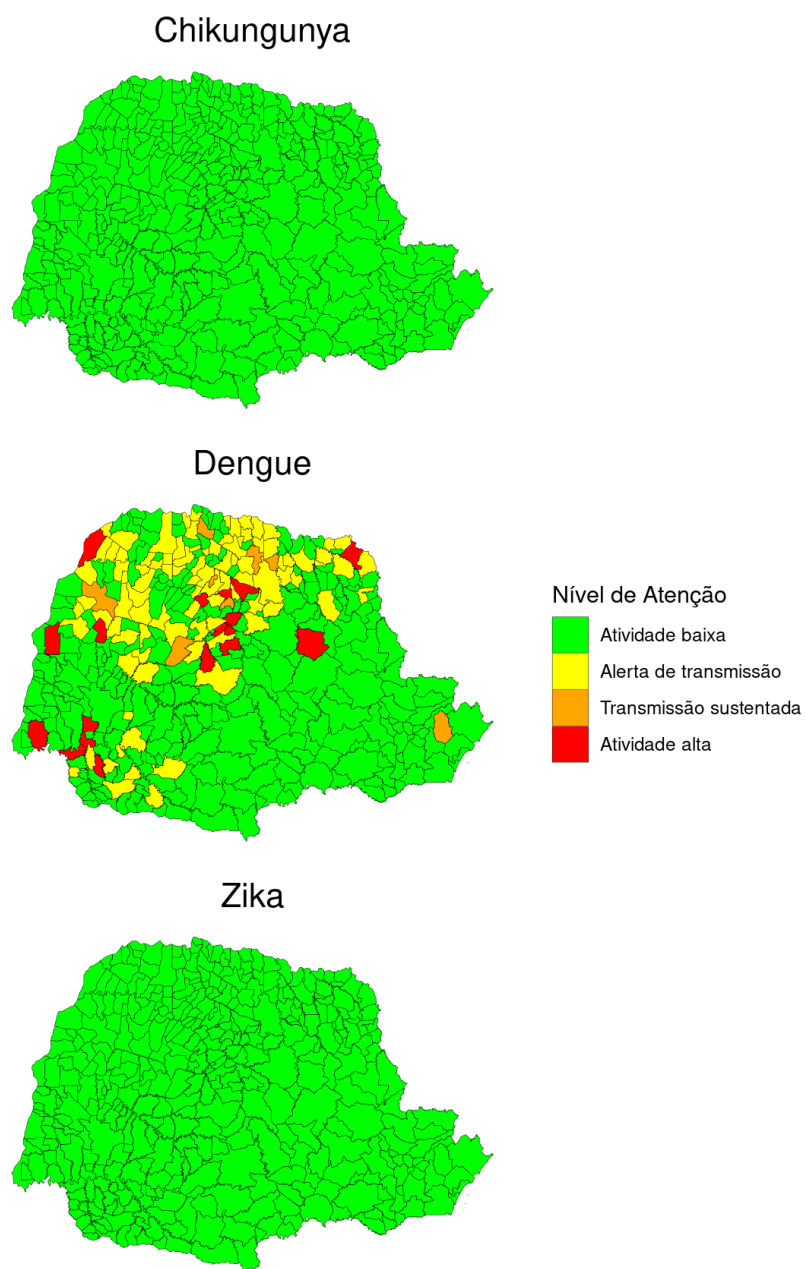 Chikungunya
Dengue
Nível de Atenção
Atividade baixa
Alerta de transmissão
Transmissão sustentada
Atividade alta
Zika